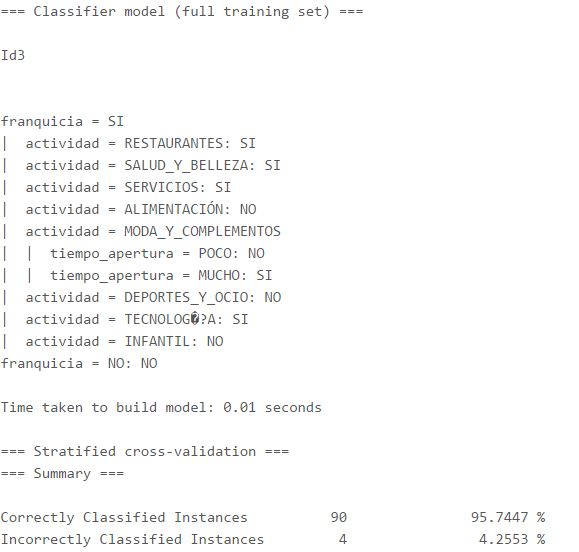 === Classifier model (full training set) ===
Id3
franquicia = SI
|  actividad = RESTAURANTES: SI
|  actividad = SALUD_Y_BELLEZA: SI
|  actividad = SERVICIOS: SI
|  actividad = ALIMENTACIÓN: NO
|  actividad = MODA_Y_COMPLEMENTOS
|  |  tiempo_apertura = POCO: NO
|  |  tiempo_apertura = MUCHO: SI
|  actividad = DEPORTES_Y_OCIO: NO
|  actividad = TECNOLOG�?A: SI
|  actividad = INFANTIL: NO
franquicia = NO: NO
Time taken to build model: 0.01 seconds
=== Stratified cross-validation ===
=== Summary ===
Correctly Classified Instances          90               95.7447 %
Incorrectly Classified Instances         4                4.2553 %